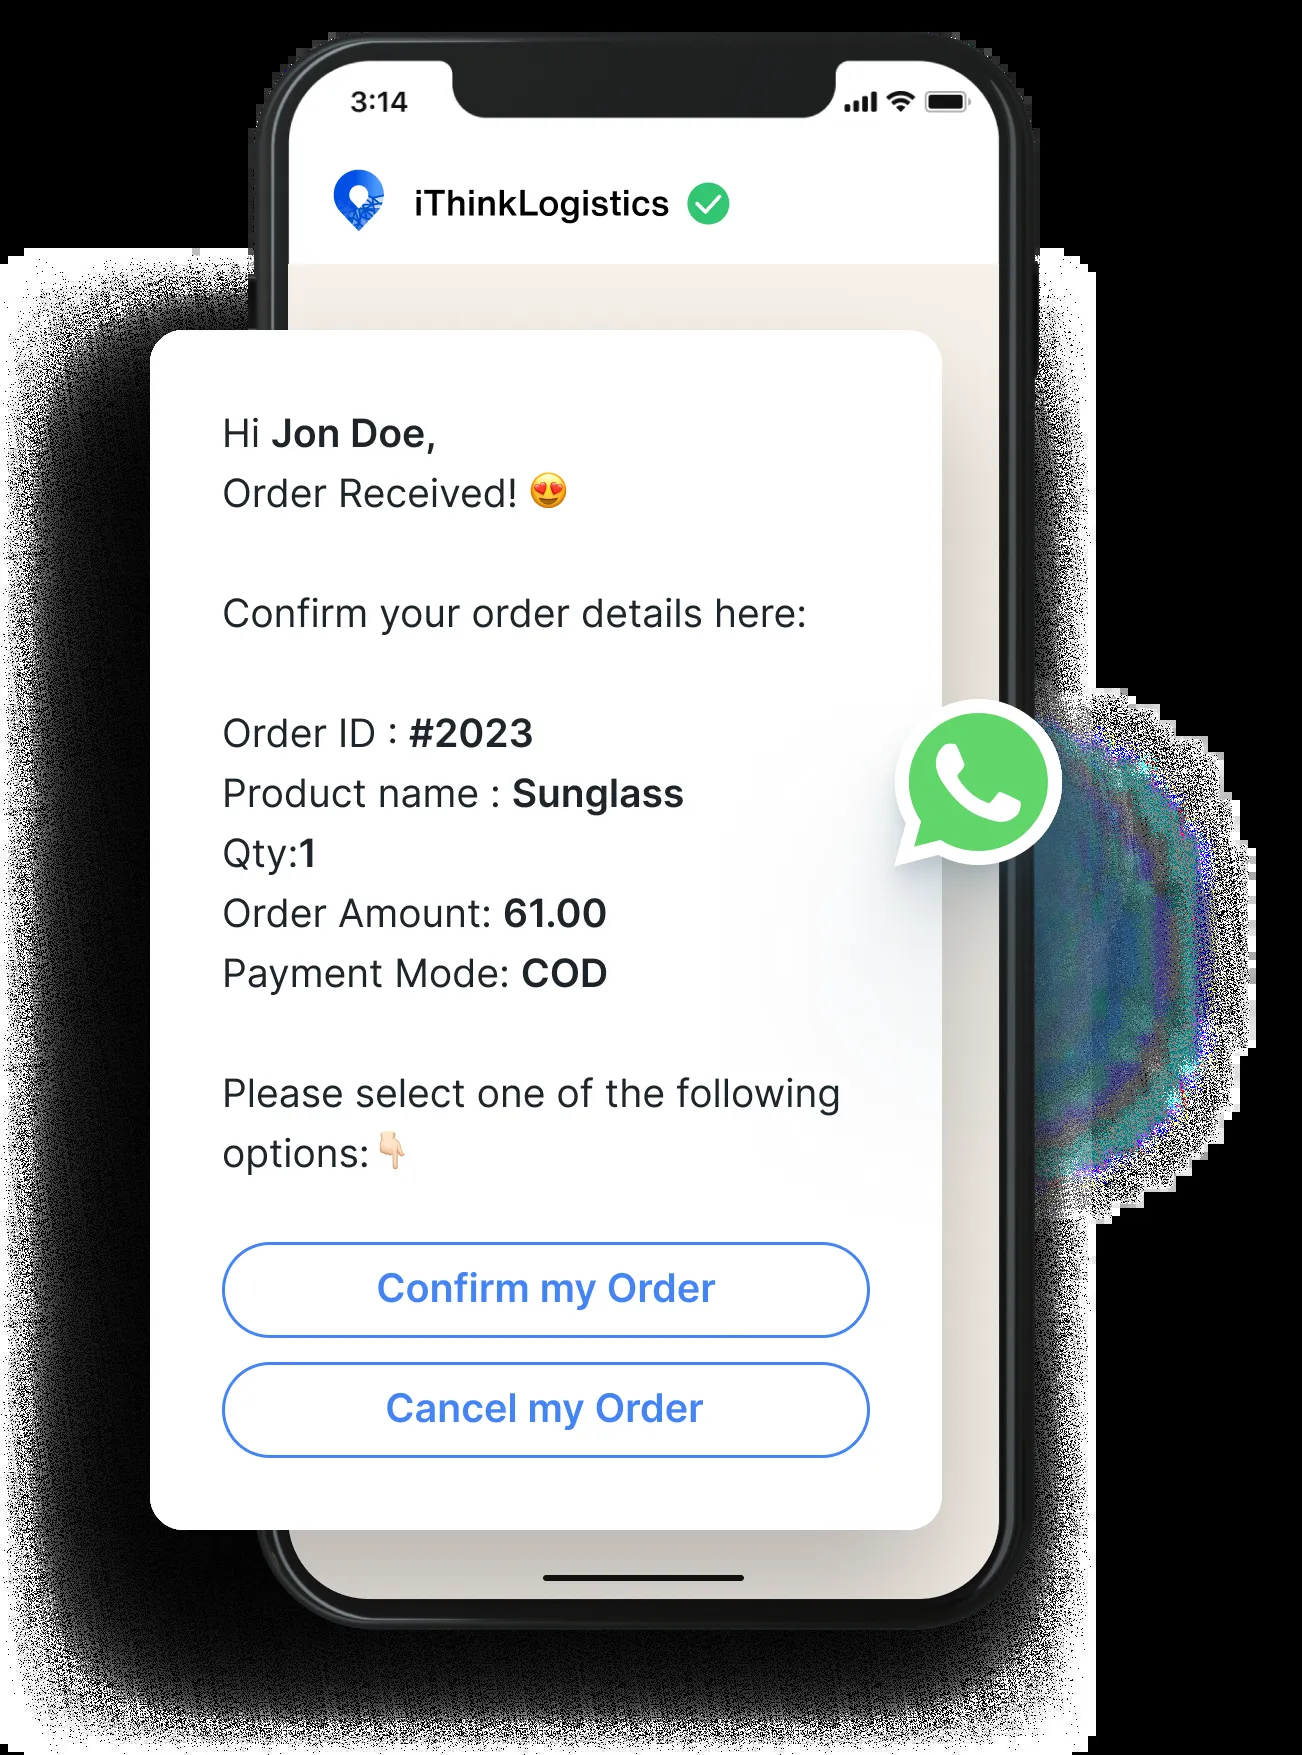 3:14
iThinkLogistics
Hi Jon Doe,
Order Received! 😍
Confirm your order details here:
Order ID : #2023
Product name : Sunglass
Qty:1
Order Amount: 61.00
Payment Mode: COD
Please select one of the following
options:👇🏻
Confirm my Order
Cancel my Order